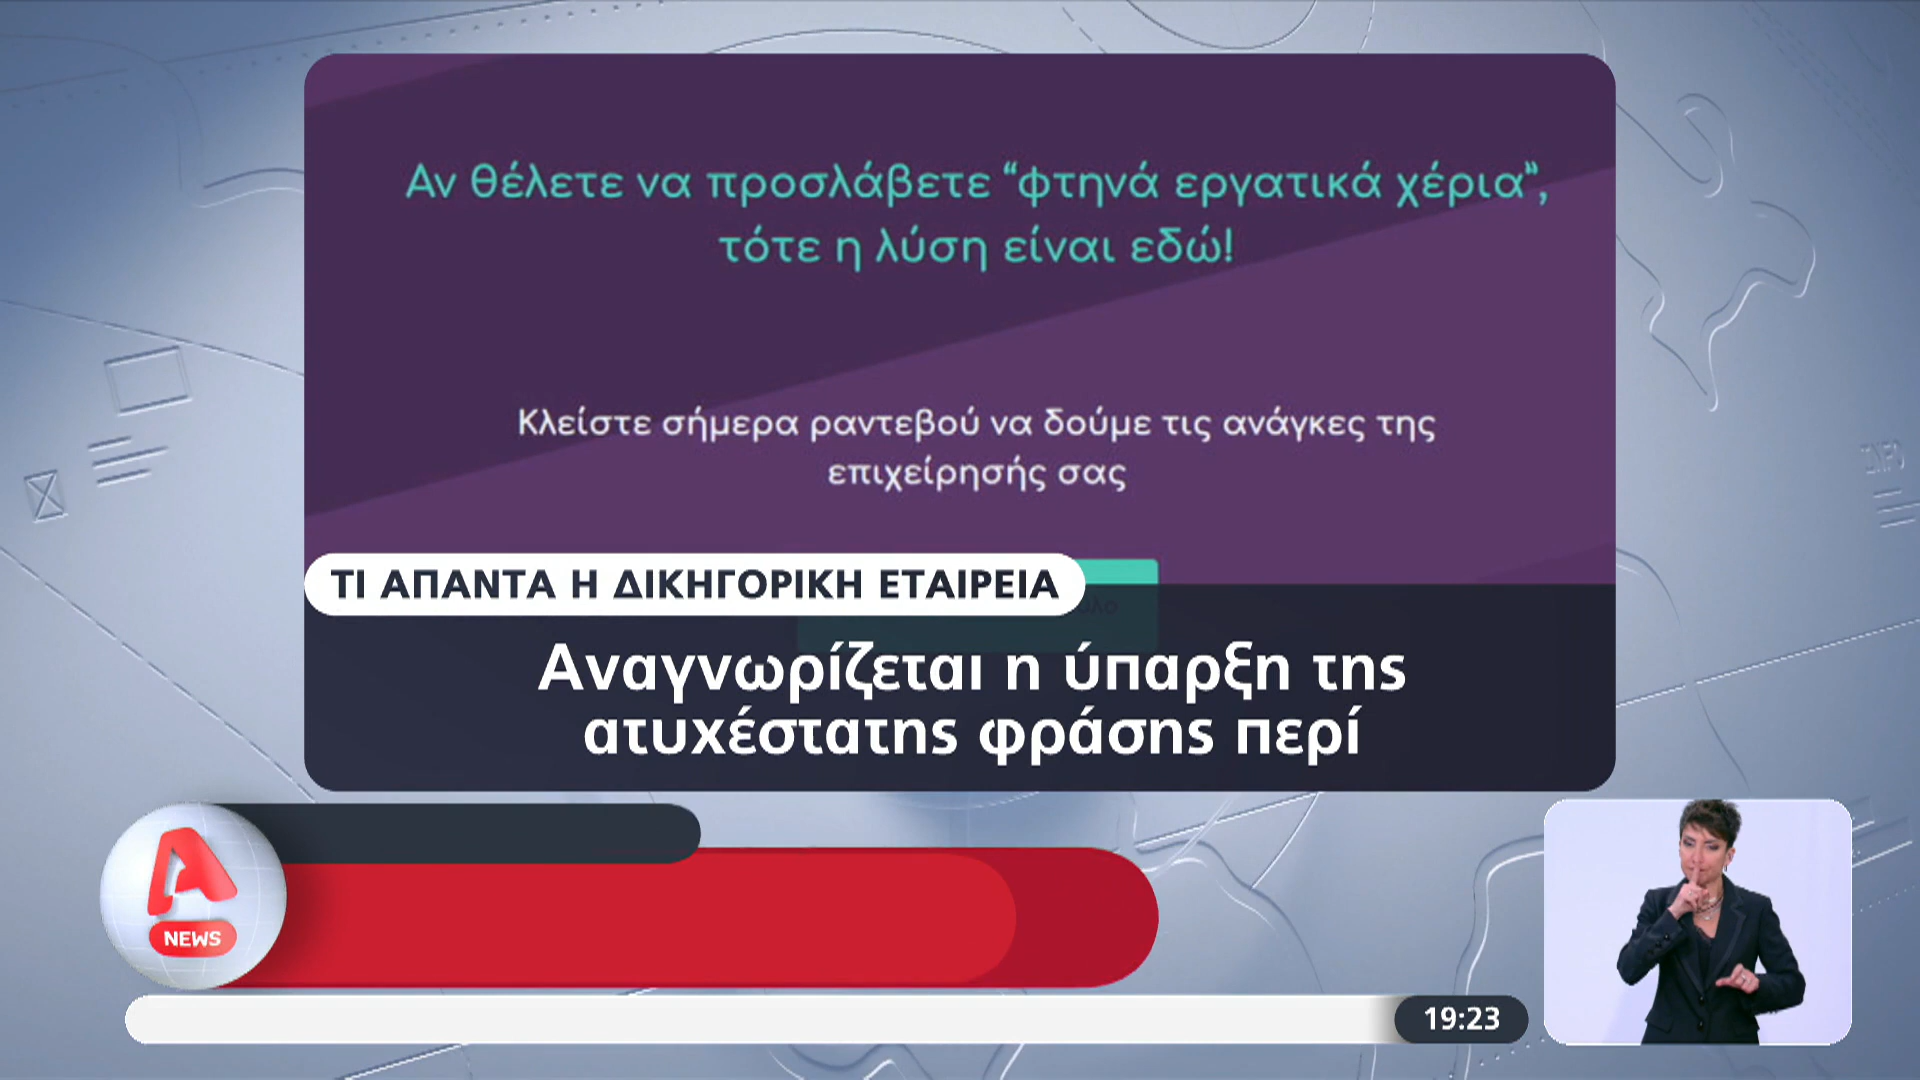 Αν θέλετε να προσλάβετε “φτηνά εργατικά χέρια”,
τότε η λύση είναι εδώ!
Κλείστε σήμερα ραντεβού να δούμε τις ανάγκες της
επιχείρησής σας
ΤΙ ΑΠΑΝΤΑ Η ΔΙΚΗΓΟΡΙΚΗ ΕΤΑΙΡΕΙΑ
Αναγνωρίζεται η ύπαρξη της
ατυχέστατης φράσης περί
NEWS
19:23
INFO